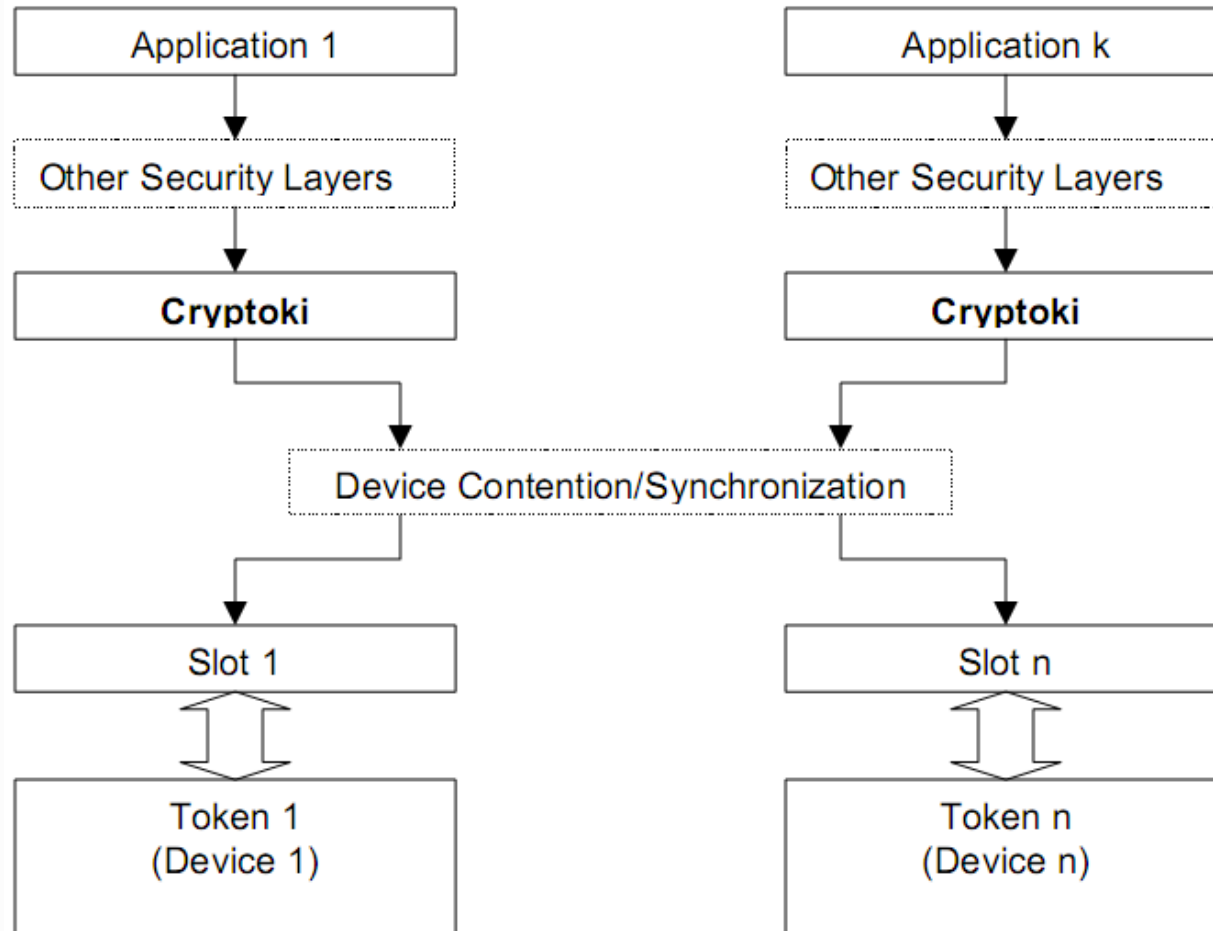 Application 1
Application k
Other Security Layers
Other Security Layers
Cryptoki
Cryptoki
Device Contention/Synchronization
Slot 1
Slot n
Token 1
(Device 1)
Token n
(Device n)